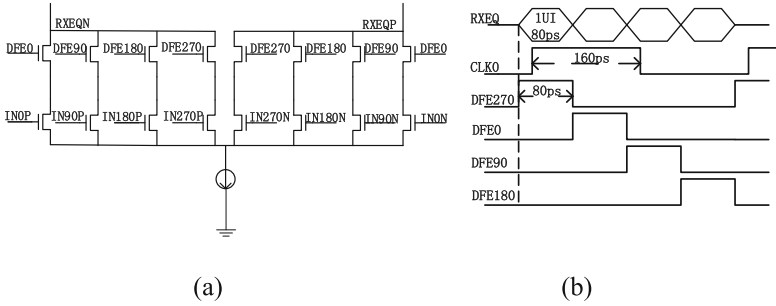 RXEQN RXEQP
DFE0 DFE90 DFE180 DFE270 DFE270 DFE180 DFE90 DFE0
IN0P IN90P IN180P IN270P IN270N IN180N IN90N IN0N
(a)
RXEQ 1UI
80ps
CLK0 160ps
DFE270 80ps
DFE0
DFE90
DFE180
(b)